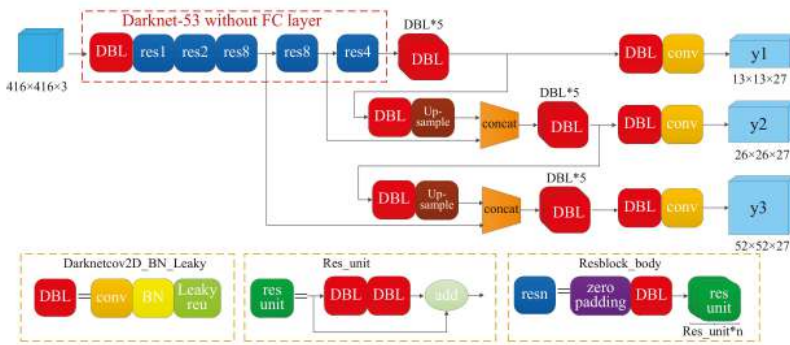 Darknet-53 without FC layer
DBL*5
DBL
res1
res2
res8
res8
res4
DBL
DBL
conv
y1
416×416×3
13×13×27
DBL*5
DBL
Up-
sample
concat
DBL
DBL
conv
y2
26×26×27
DBL*5
DBL
Up-
sample
concat
DBL
DBL
conv
y3
52×52×27
Darknetcov2D_BN_Leaky
DBL
=
conv
BN
Leaky
reu
Res_unit
res
unit
=
DBL
DBL
add
Resblock_body
resn
=
zero
padding
DBL
res
unit
Res_unit*n